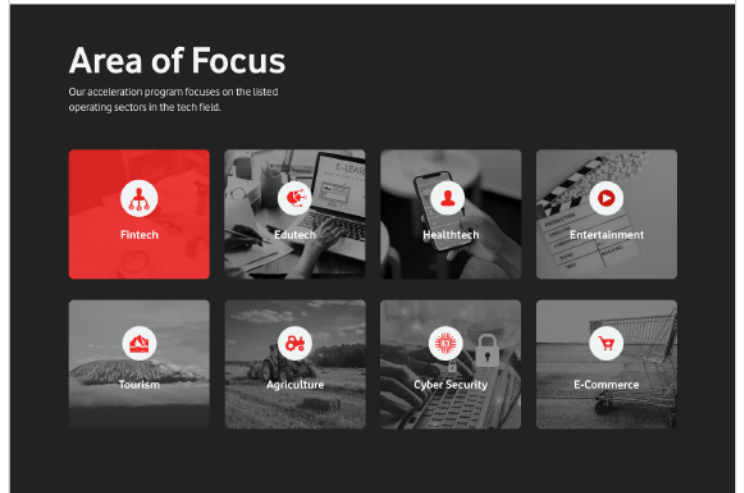 Area of Focus
Our acceleration program focuses on the listed
operating sectors in the tech field.
E-LEAR
Fintech
Edutech
Healthtech
Entertainment
Tourism
Agriculture
Cyber Security
E-Commerce